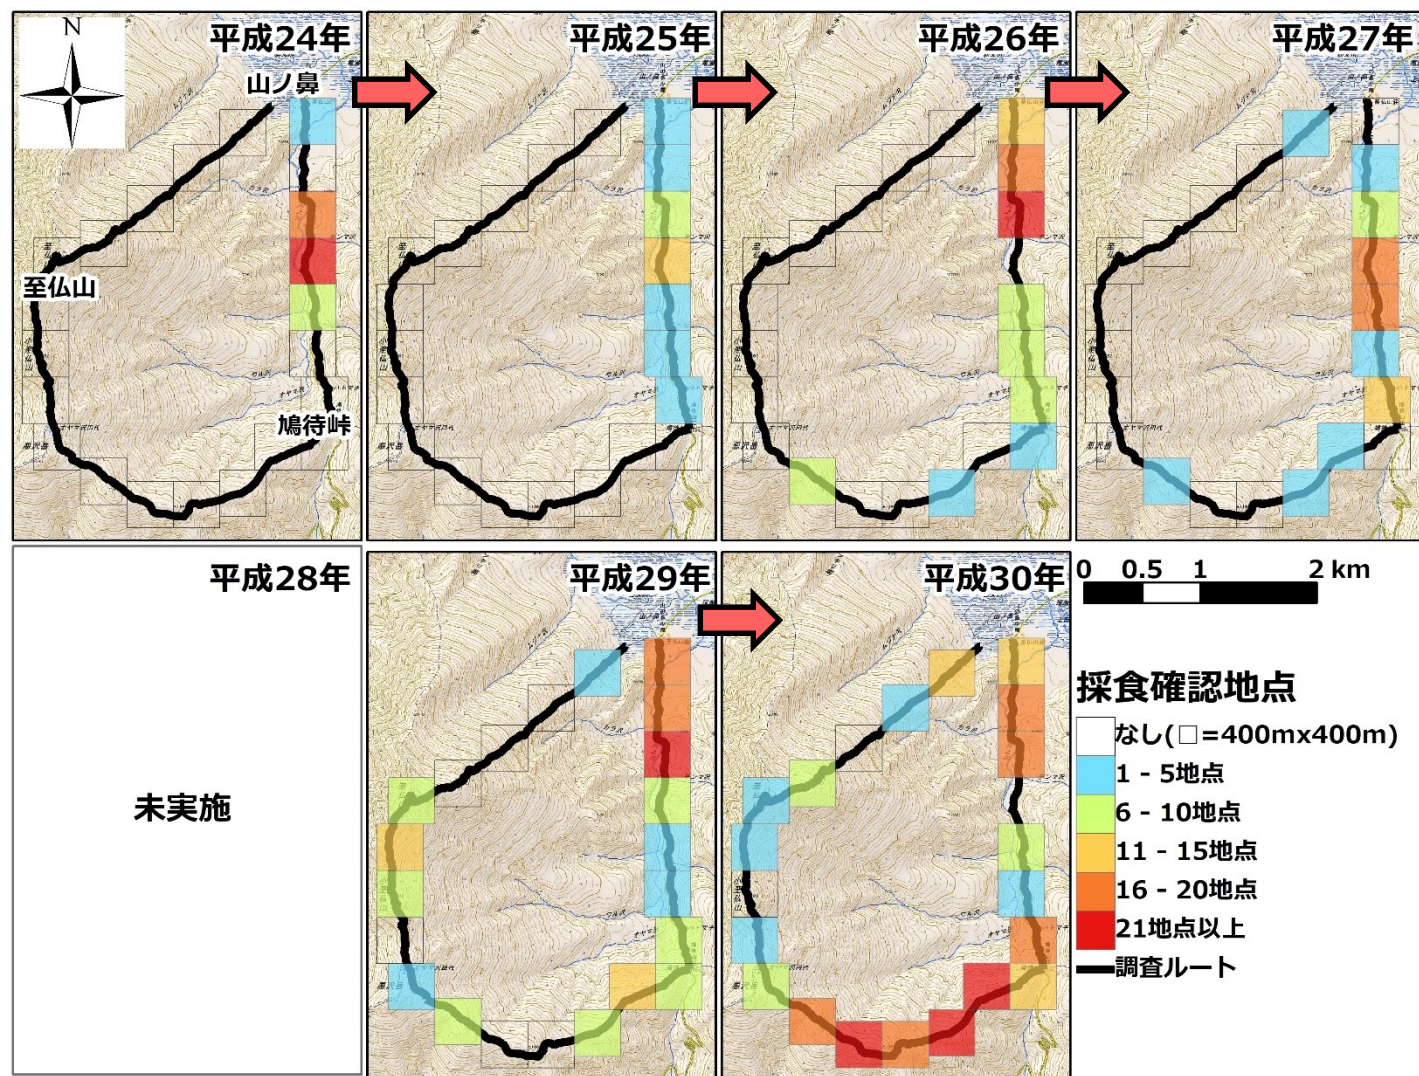 N
平成24年
平成25年
平成26年
平成27年
山ノ鼻
至仏山
鳩待峠
平成28年
未実施
平成29年
平成30年
0 0.5 1 2 km
採食確認地点
なし(□=400mx400m)
1 - 5地点
6 - 10地点
11 - 15地点
16 - 20地点
21地点以上
調査ルート